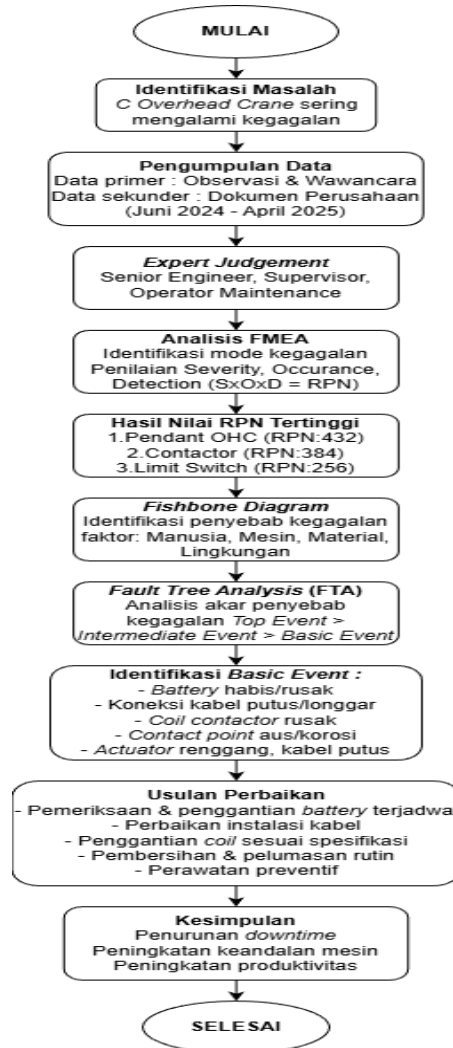 MULAI
Identifikasi Masalah
C Overhead Crane sering
mengalami kegagalan
Pengumpulan Data
Data primer : Observasi & Wawancara
Data sekunder : Dokumen Perusahaan
(Juni 2024 - April 2025)
Expert Judgement
Senior Engineer, Supervisor,
Operator Maintenance
Analisis FMEA
Identifikasi mode kegagalan
Penilaian Severity, Occurance,
Detection (SxOxD = RPN)
Hasil Nilai RPN Tertinggi
1.Pendant OHC (RPN:432)
2.Contactor (RPN:384)
3.Limit Switch (RPN:256)
Fishbone Diagram
Identifikasi penyebab kegagalan
faktor: Manusia, Mesin, Material,
Lingkungan
Fault Tree Analysis (FTA)
Analisis akar penyebab
kegagalan Top Event >
Intermediate Event > Basic Event
Identifikasi Basic Event :
- Battery habis/rusak
- Koneksi kabel putus/longgar
- Coil contactor rusak
- Contact point aus/korosi
- Actuator renggang, kabel putus
Usulan Perbaikan
- Pemeriksaan & penggantian battery terjadwa
- Perbaikan instalasi kabel
- Penggantian coil sesuai spesifikasi
- Pembersihan & pelumasan rutin
- Perawatan preventif
Kesimpulan
Penurunan downtime
Peningkatan keandalan mesin
Peningkatan produktivitas
SELESAI